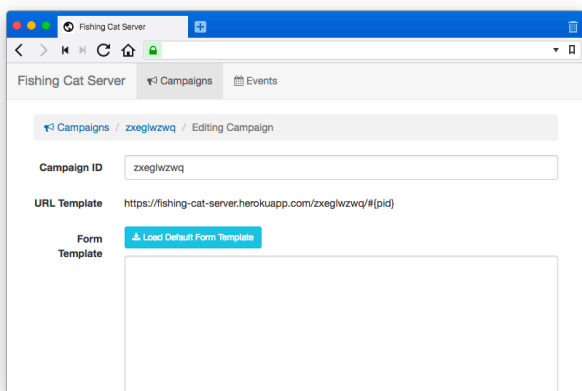 Fishing Cat Server
Fishing Cat Server Campaigns Events
Campaigns / zxeglwzwq / Editing Campaign
Campaign ID zxeglwzwq
URL Template https://fishing-cat-server.herokuapp.com/zxeglwzwq/#{pid}
Form Template Load Default Form Template